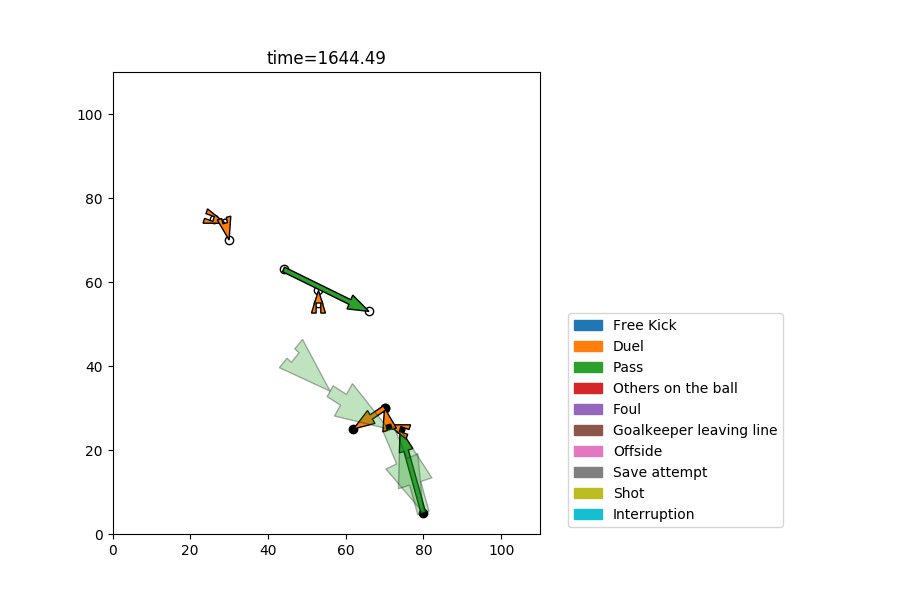 time=1644.49
100
80
60
40
20
0
0 20 40 60 80 100
Free Kick
Duel
Pass
Others on the ball
Foul
Goalkeeper leaving line
Offside
Save attempt
Shot
Interruption